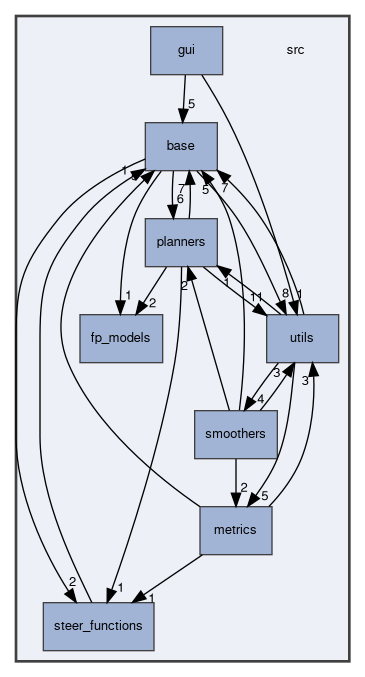 gui
src
5
base
1
7
6
5
7
planners
2
1
11
8
1
1
2
fp_models
utils
3
3
4
smoothers
2
5
metrics
2
1
1
steer_functions